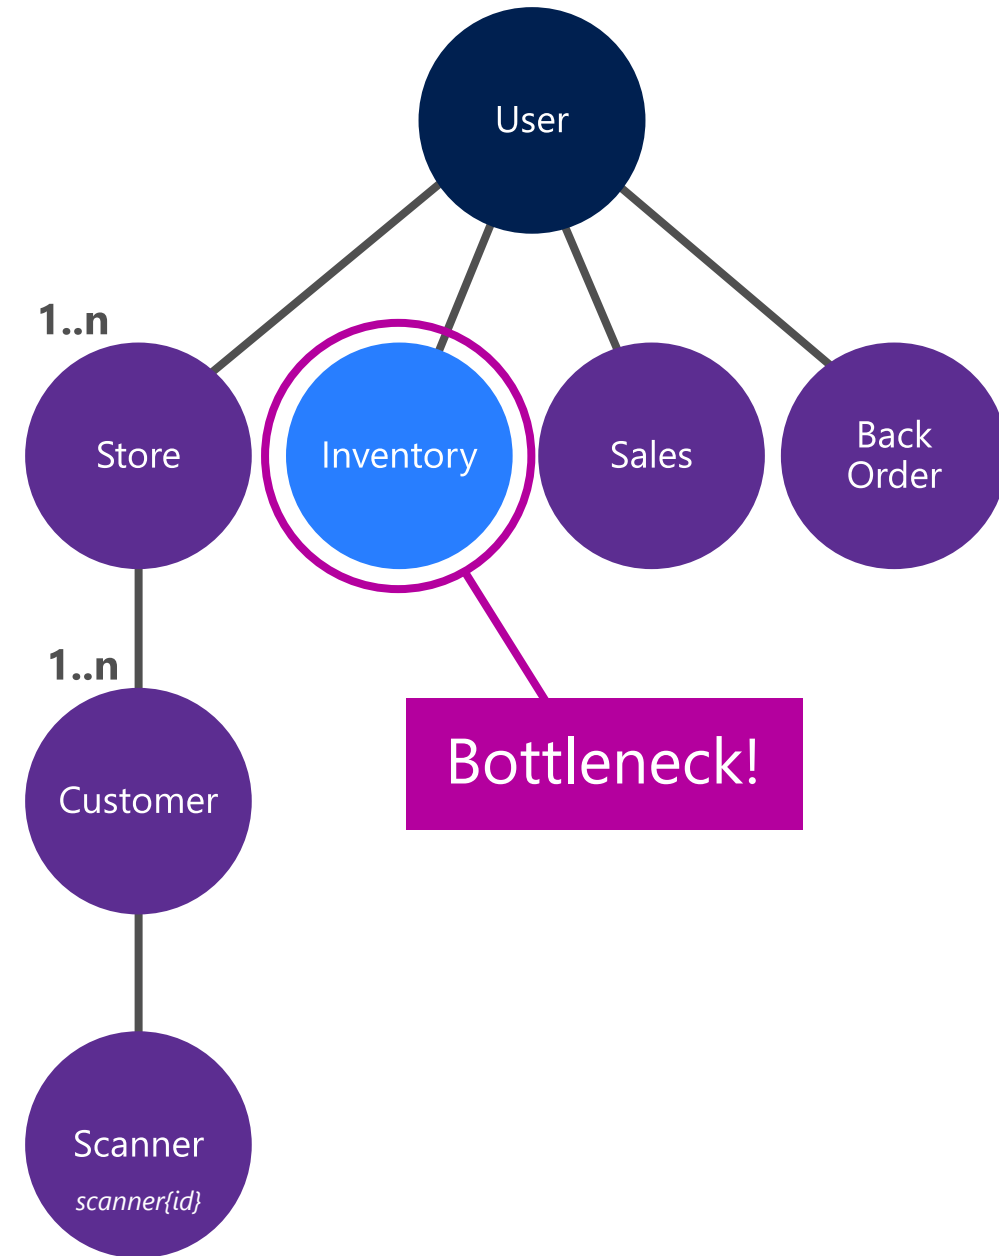 User
1..n
Store
Inventory
Sales
Back
Order
1..n
Bottleneck!
Customer
Scanner
scanner{id}